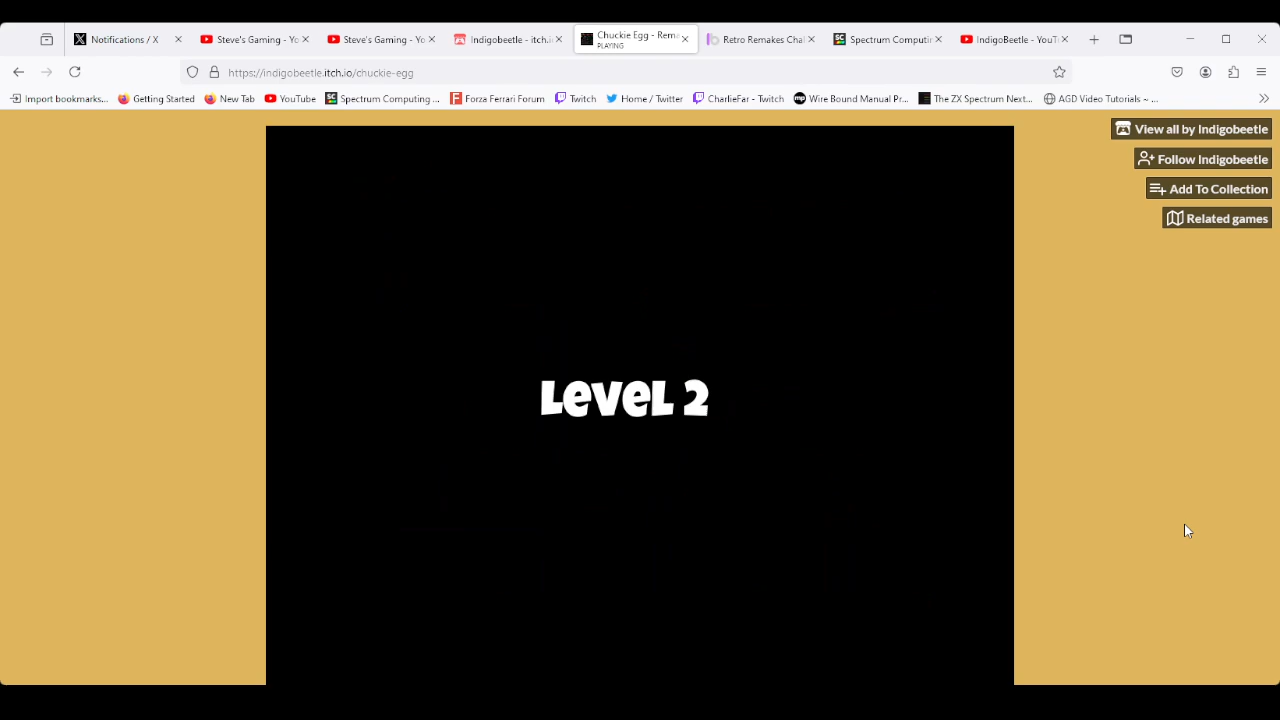 Notifications / X
Steve's Gaming - Yo
Steve's Gaming - Yo
Indigobeetle - itch.i
Chuckie Egg - Rema
PLAYING
Retro Remakes Chal
Spectrum Computin
IndigoBeetle - YouT
https://indigobeetle.itch.io/chuckie-egg
Import bookmarks...
Getting Started
New Tab
YouTube
Spectrum Computing ...
Forza Ferrari Forum
Twitch
Home / Twitter
CharlieFar - Twitch
Wire Bound Manual Pr...
The ZX Spectrum Next...
AGD Video Tutorials ~ ...
View all by Indigobeetle
Follow Indigobeetle
Add To Collection
Related games
Level 2